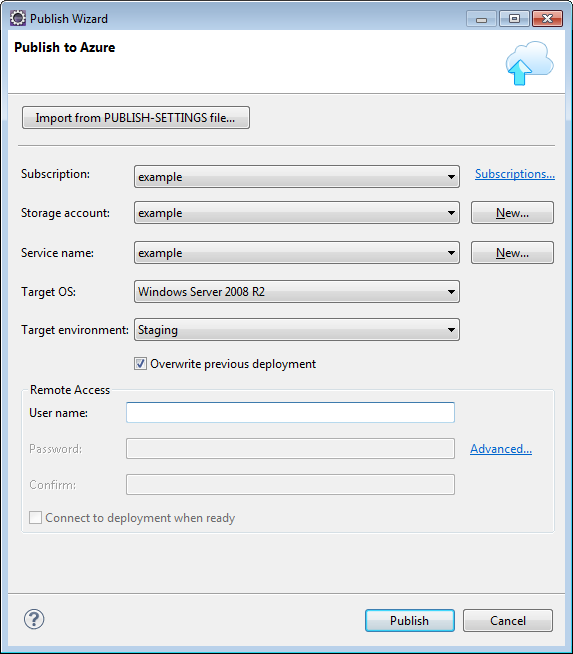 Publish Wizard
Publish to Azure
Import from PUBLISH-SETTINGS file...
Subscription: example Subscriptions...
Storage account: example New...
Service name: example New...
Target OS: Windows Server 2008 R2
Target environment: Staging
Overwrite previous deployment
Remote Access
User name:
Password: Advanced...
Confirm:
Connect to deployment when ready
? Publish Cancel